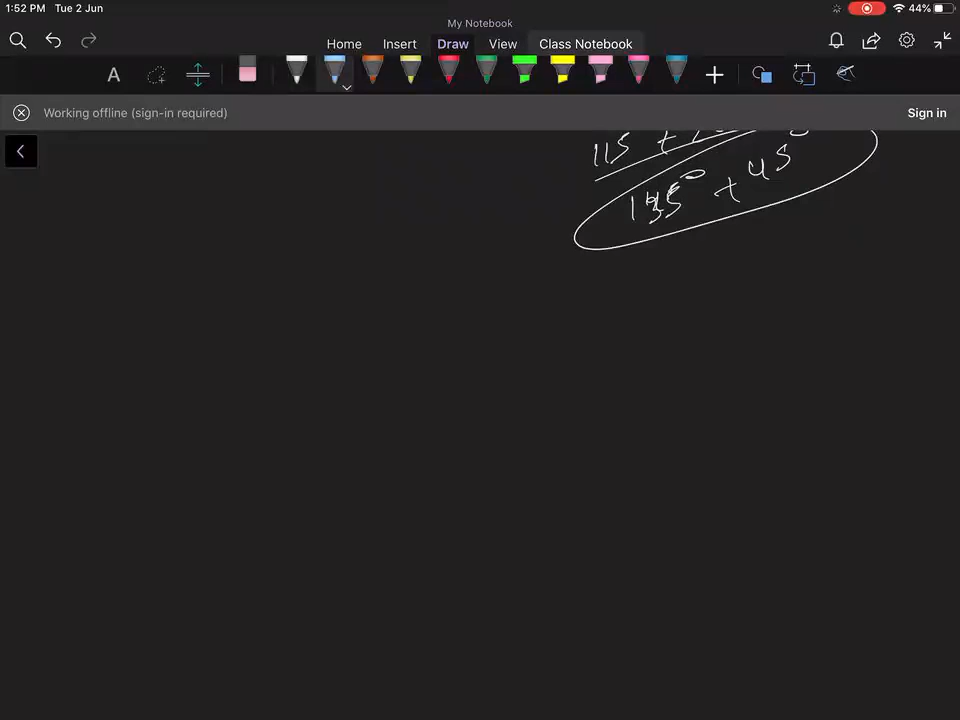 1:52 PM Tue 2 Jun 44%
My Notebook
Home Insert Draw View Class Notebook
A
Working offline (sign-in required) Sign in
115 +
135° + 45